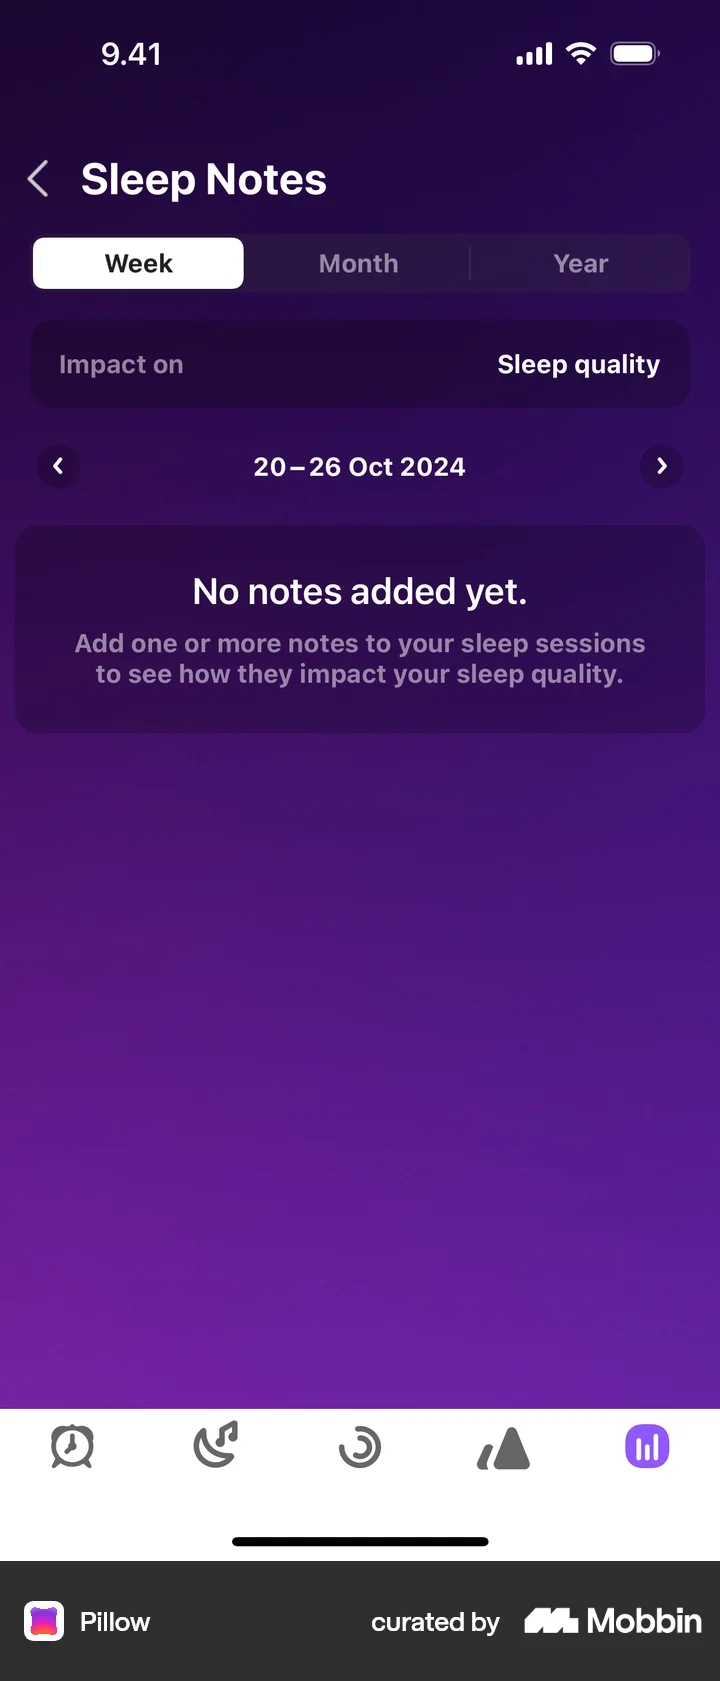 9.41
Sleep Notes
Week Month Year
Impact on Sleep quality
20–26 Oct 2024
No notes added yet.
Add one or more notes to your sleep sessions
to see how they impact your sleep quality.
Pillow curated by Mobbin